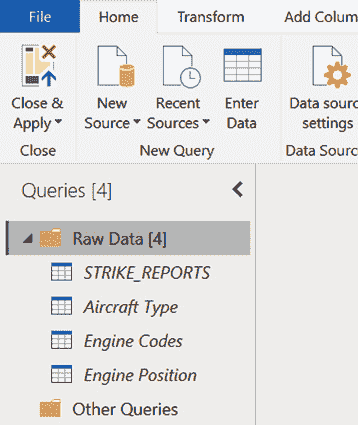 File Home Transform Add Colum
Close & Apply New Source Recent Sources Enter Data Data sourc settings
Close New Query Data Sourc
Queries [4]
Raw Data [4]
STRIKE_REPORTS
Aircraft Type
Engine Codes
Engine Position
Other Queries